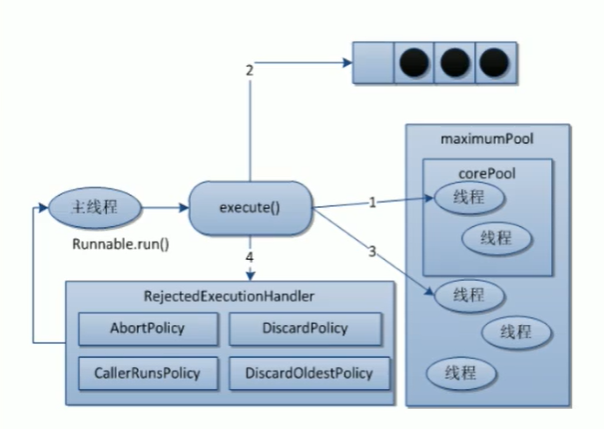 2
maximumPool
corePool
线程
线程
主线程
execute()
1
3
Runnable.run()
4
线程
线程
线程
RejectedExecutionHandler
AbortPolicy
DiscardPolicy
CallerRunsPolicy
DiscardOldestPolicy